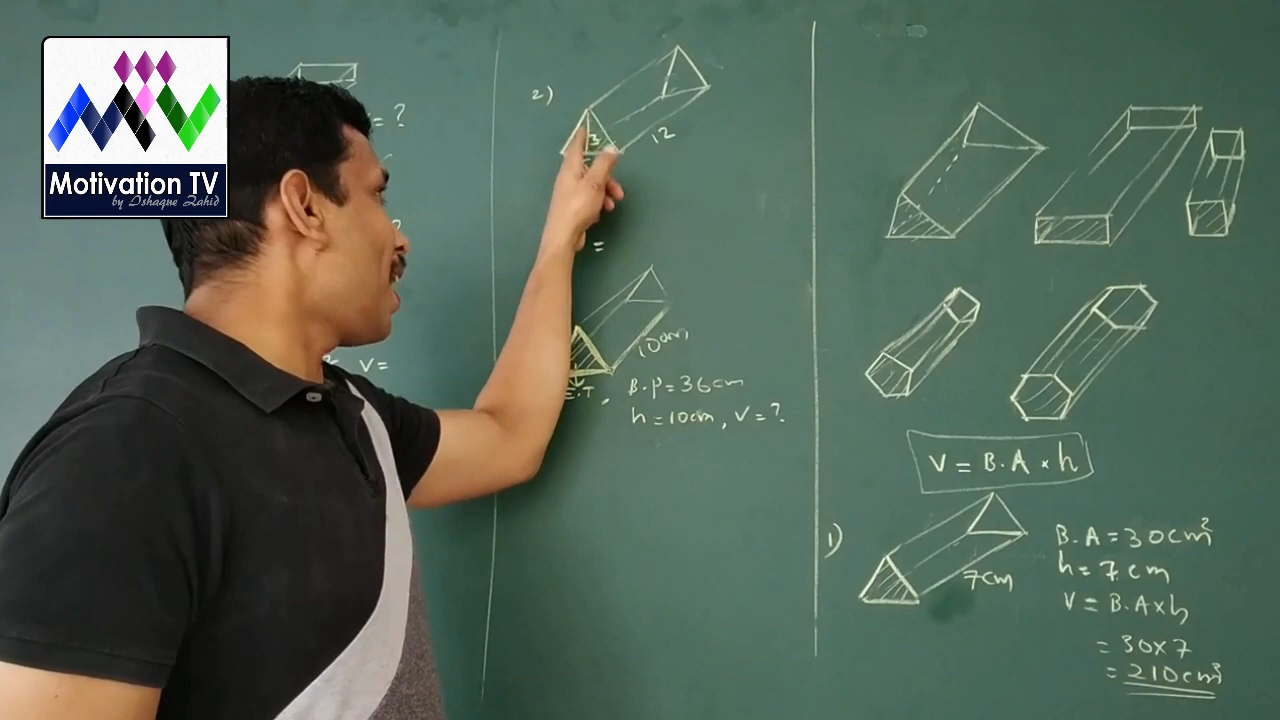 Motivation TV
by Ishaque Zahid
= ?
?
V =
2)
3
12
=
10cm
E.T,
B.P = 36cm
h = 10cm, V = ?
V = B.A × h
1)
7cm
B.A = 30cm²
h = 7cm
V = B.A × h
= 30 × 7
= 210cm³